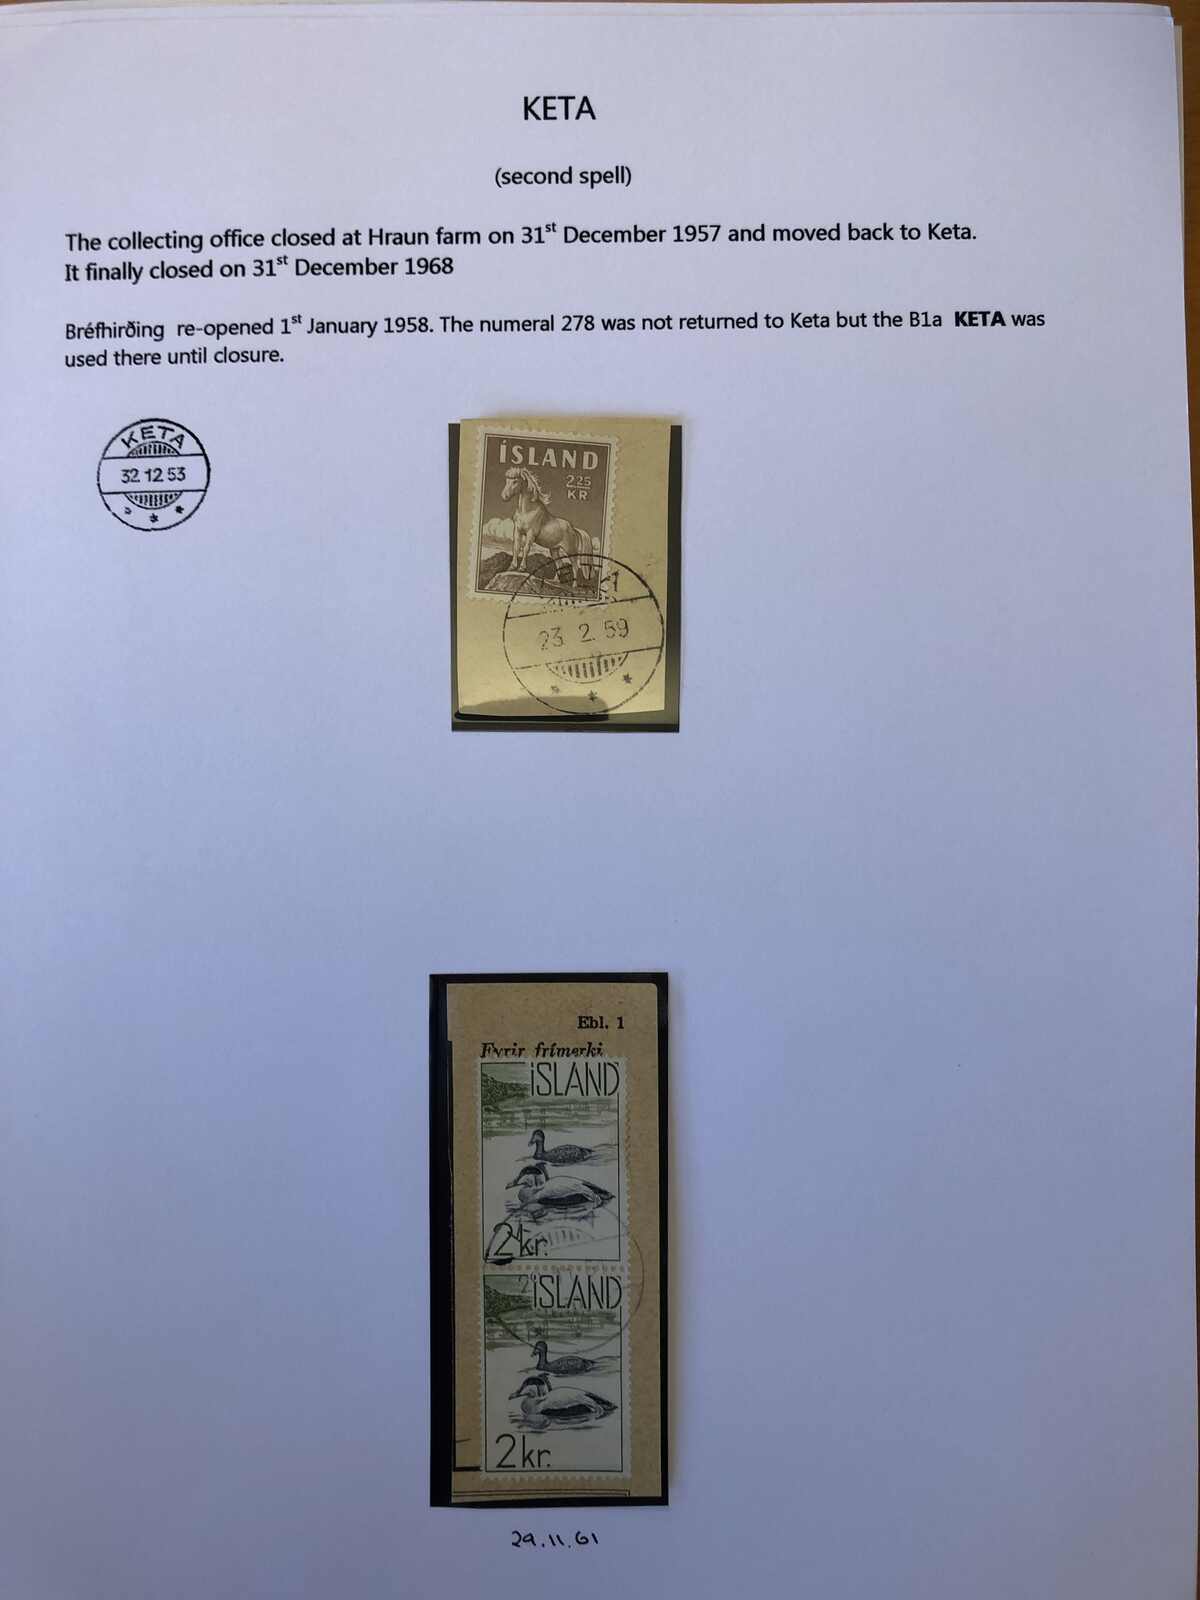 KETA
(second spell)
The collecting office closed at Hraun farm on 31st December 1957 and moved back to Keta.
It finally closed on 31st December 1968
Bréfhirðing re-opened 1st January 1958. The numeral 278 was not returned to Keta but the B1a KETA was
used there until closure.
KETA
32 12 53
ÍSLAND
225
KR
23. 2. 59
Ebl. 1
Fyrir frímerki
ÍSLAND
2kr.
ÍSLAND
2kr.
29.11.61